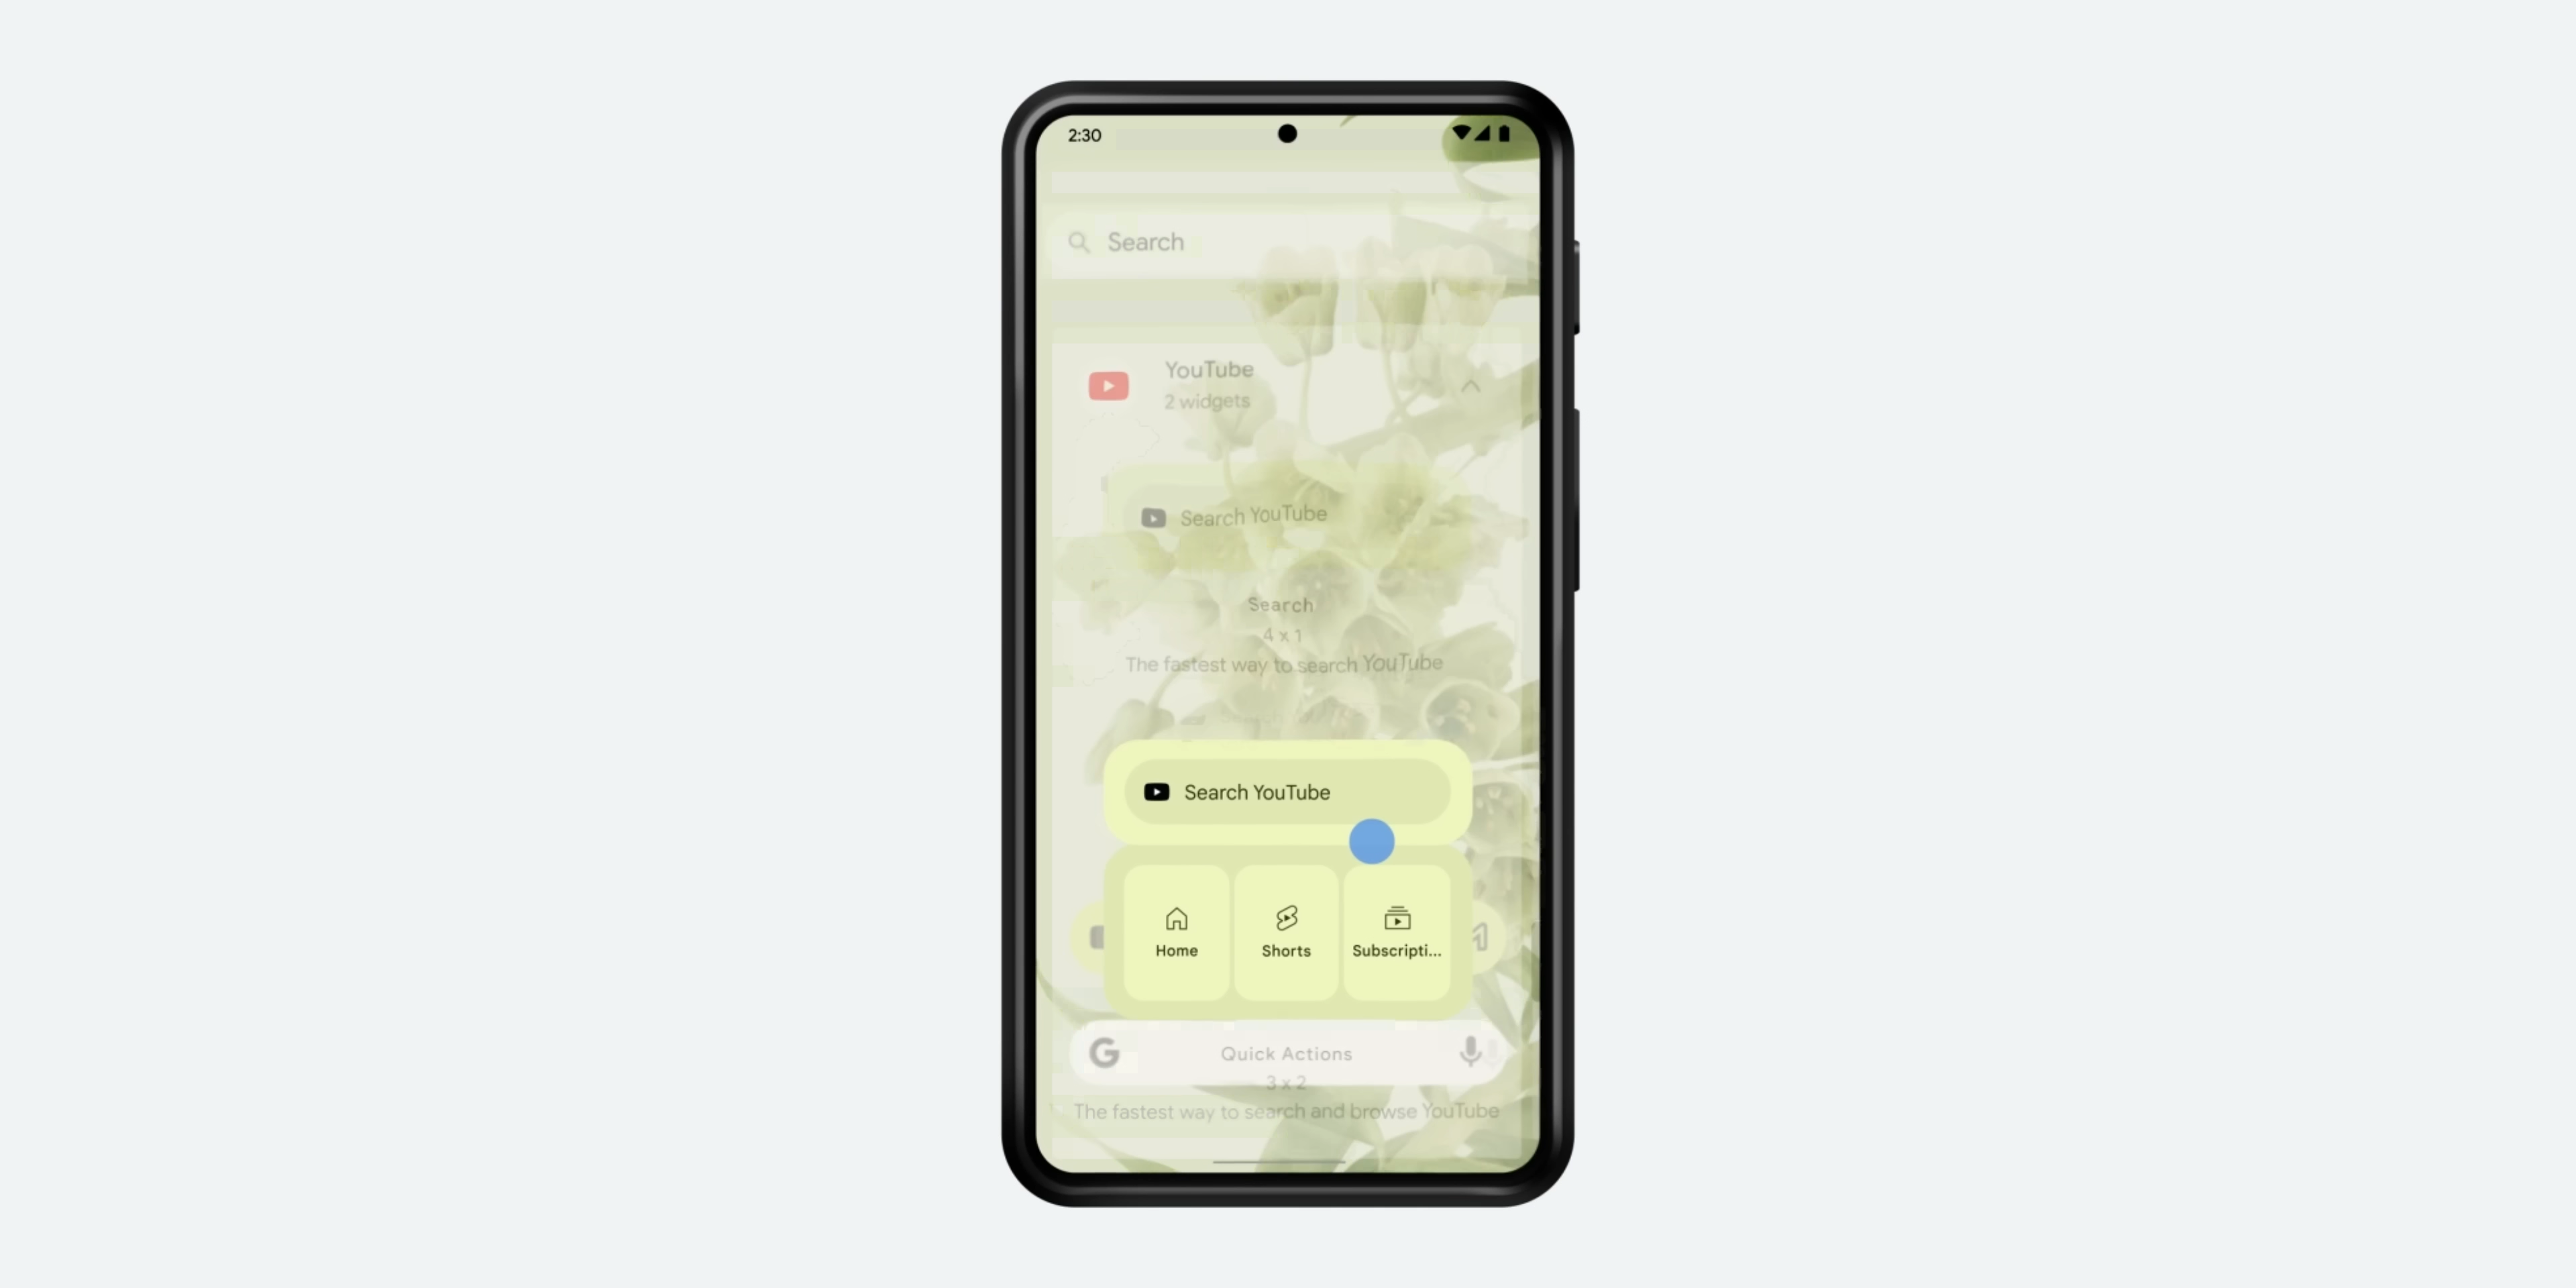 2:30
Search
YouTube
2 widgets
Search YouTube
Search
4 x 1
The fastest way to search YouTube
Search YouTube
Home
Shorts
Subscripti...
Quick Actions
3 x 2
The fastest way to search and browse YouTube